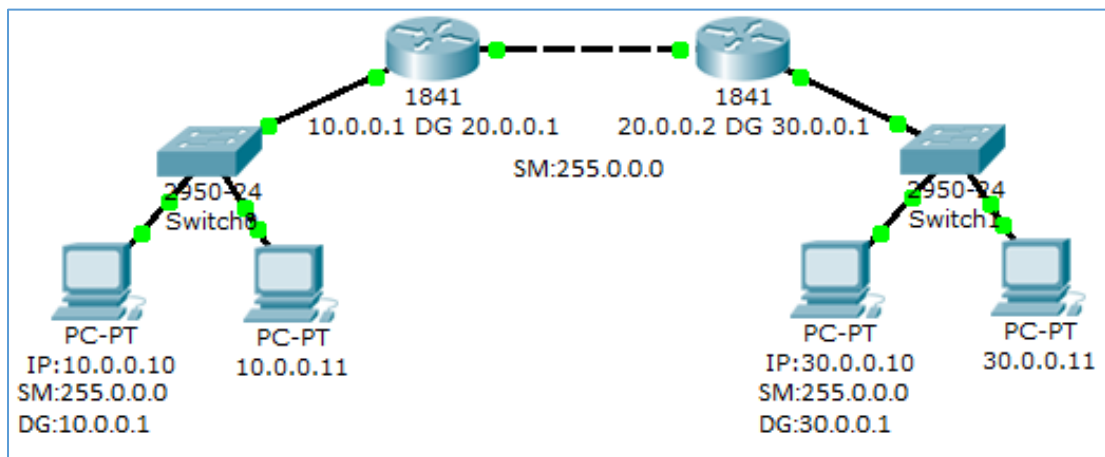 1841
10.0.0.1 DG 20.0.0.1
1841
20.0.0.2 DG 30.0.0.1
SM:255.0.0.0
2950-24
Switch0
2950-24
Switch1
PC-PT
IP:10.0.0.10
SM:255.0.0.0
DG:10.0.0.1
PC-PT
10.0.0.11
PC-PT
IP:30.0.0.10
SM:255.0.0.0
DG:30.0.0.1
PC-PT
30.0.0.11